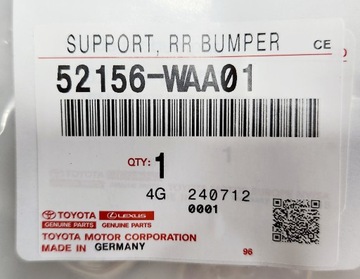 SUPPORT, RR BUMPER CE
52156-WAA01
QTY: 1
4G 240712
0001
TOYOTA LEXUS
GENUINE PARTS GENUINE PARTS
TOYOTA MOTOR CORPORATION
MADE IN GERMANY 96